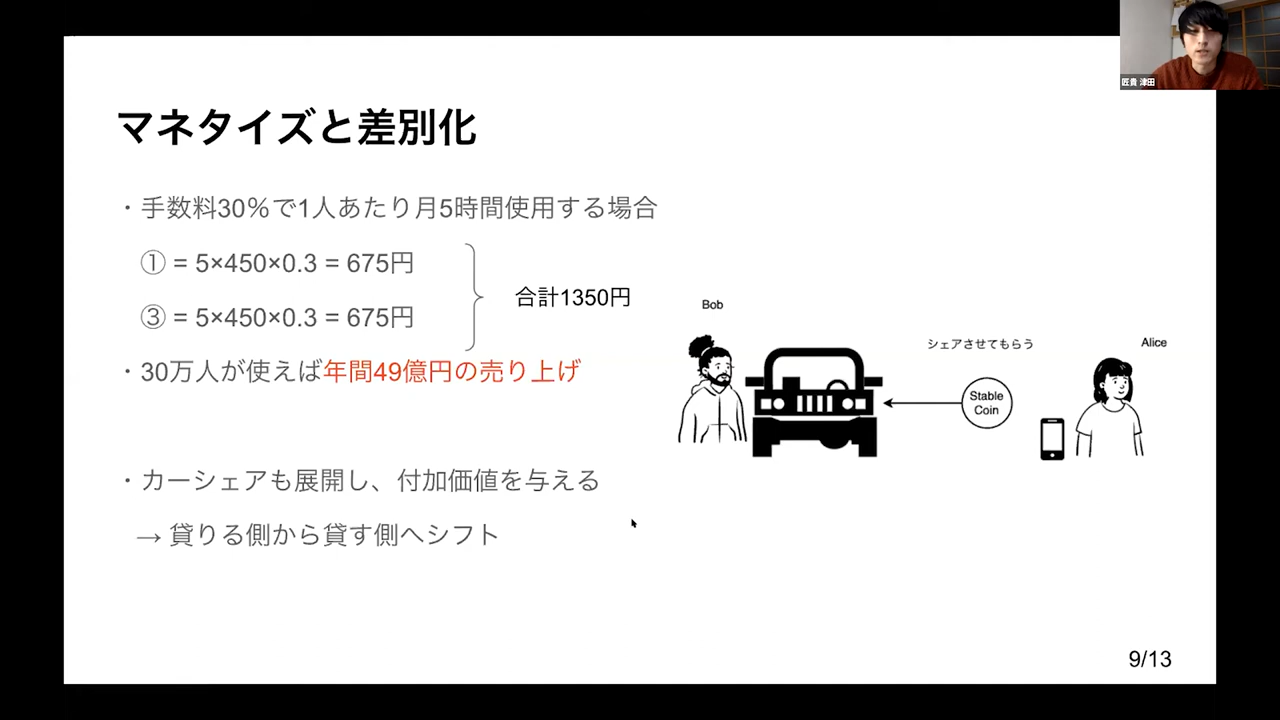 匠貴 津田
マネタイズと差別化
・手数料30%で1人あたり月5時間使用する場合
① = 5×450×0.3 = 675円
③ = 5×450×0.3 = 675円
合計1350円
・30万人が使えば年間49億円の売り上げ
・カーシェアも展開し、付加価値を与える
→ 貸りる側から貸す側へシフト
Bob
シェアさせてもらう
Alice
Stable
Coin
9/13